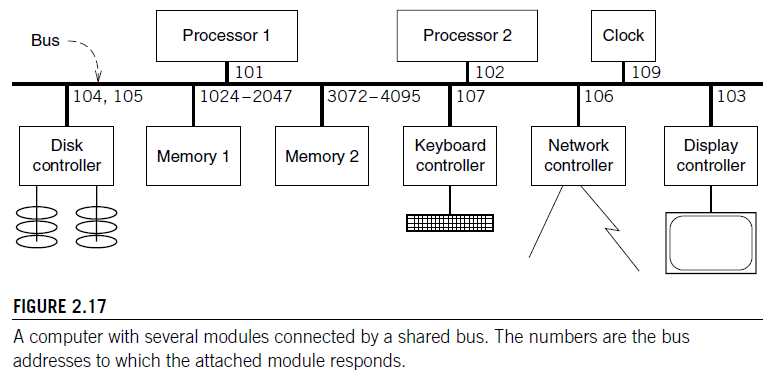 Bus
Processor 1
Processor 2
Clock
101
102
109
104, 105
1024–2047
3072–4095
107
106
103
Disk
controller
Memory 1
Memory 2
Keyboard
controller
Network
controller
Display
controller
FIGURE 2.17
A computer with several modules connected by a shared bus. The numbers are the bus
addresses to which the attached module responds.